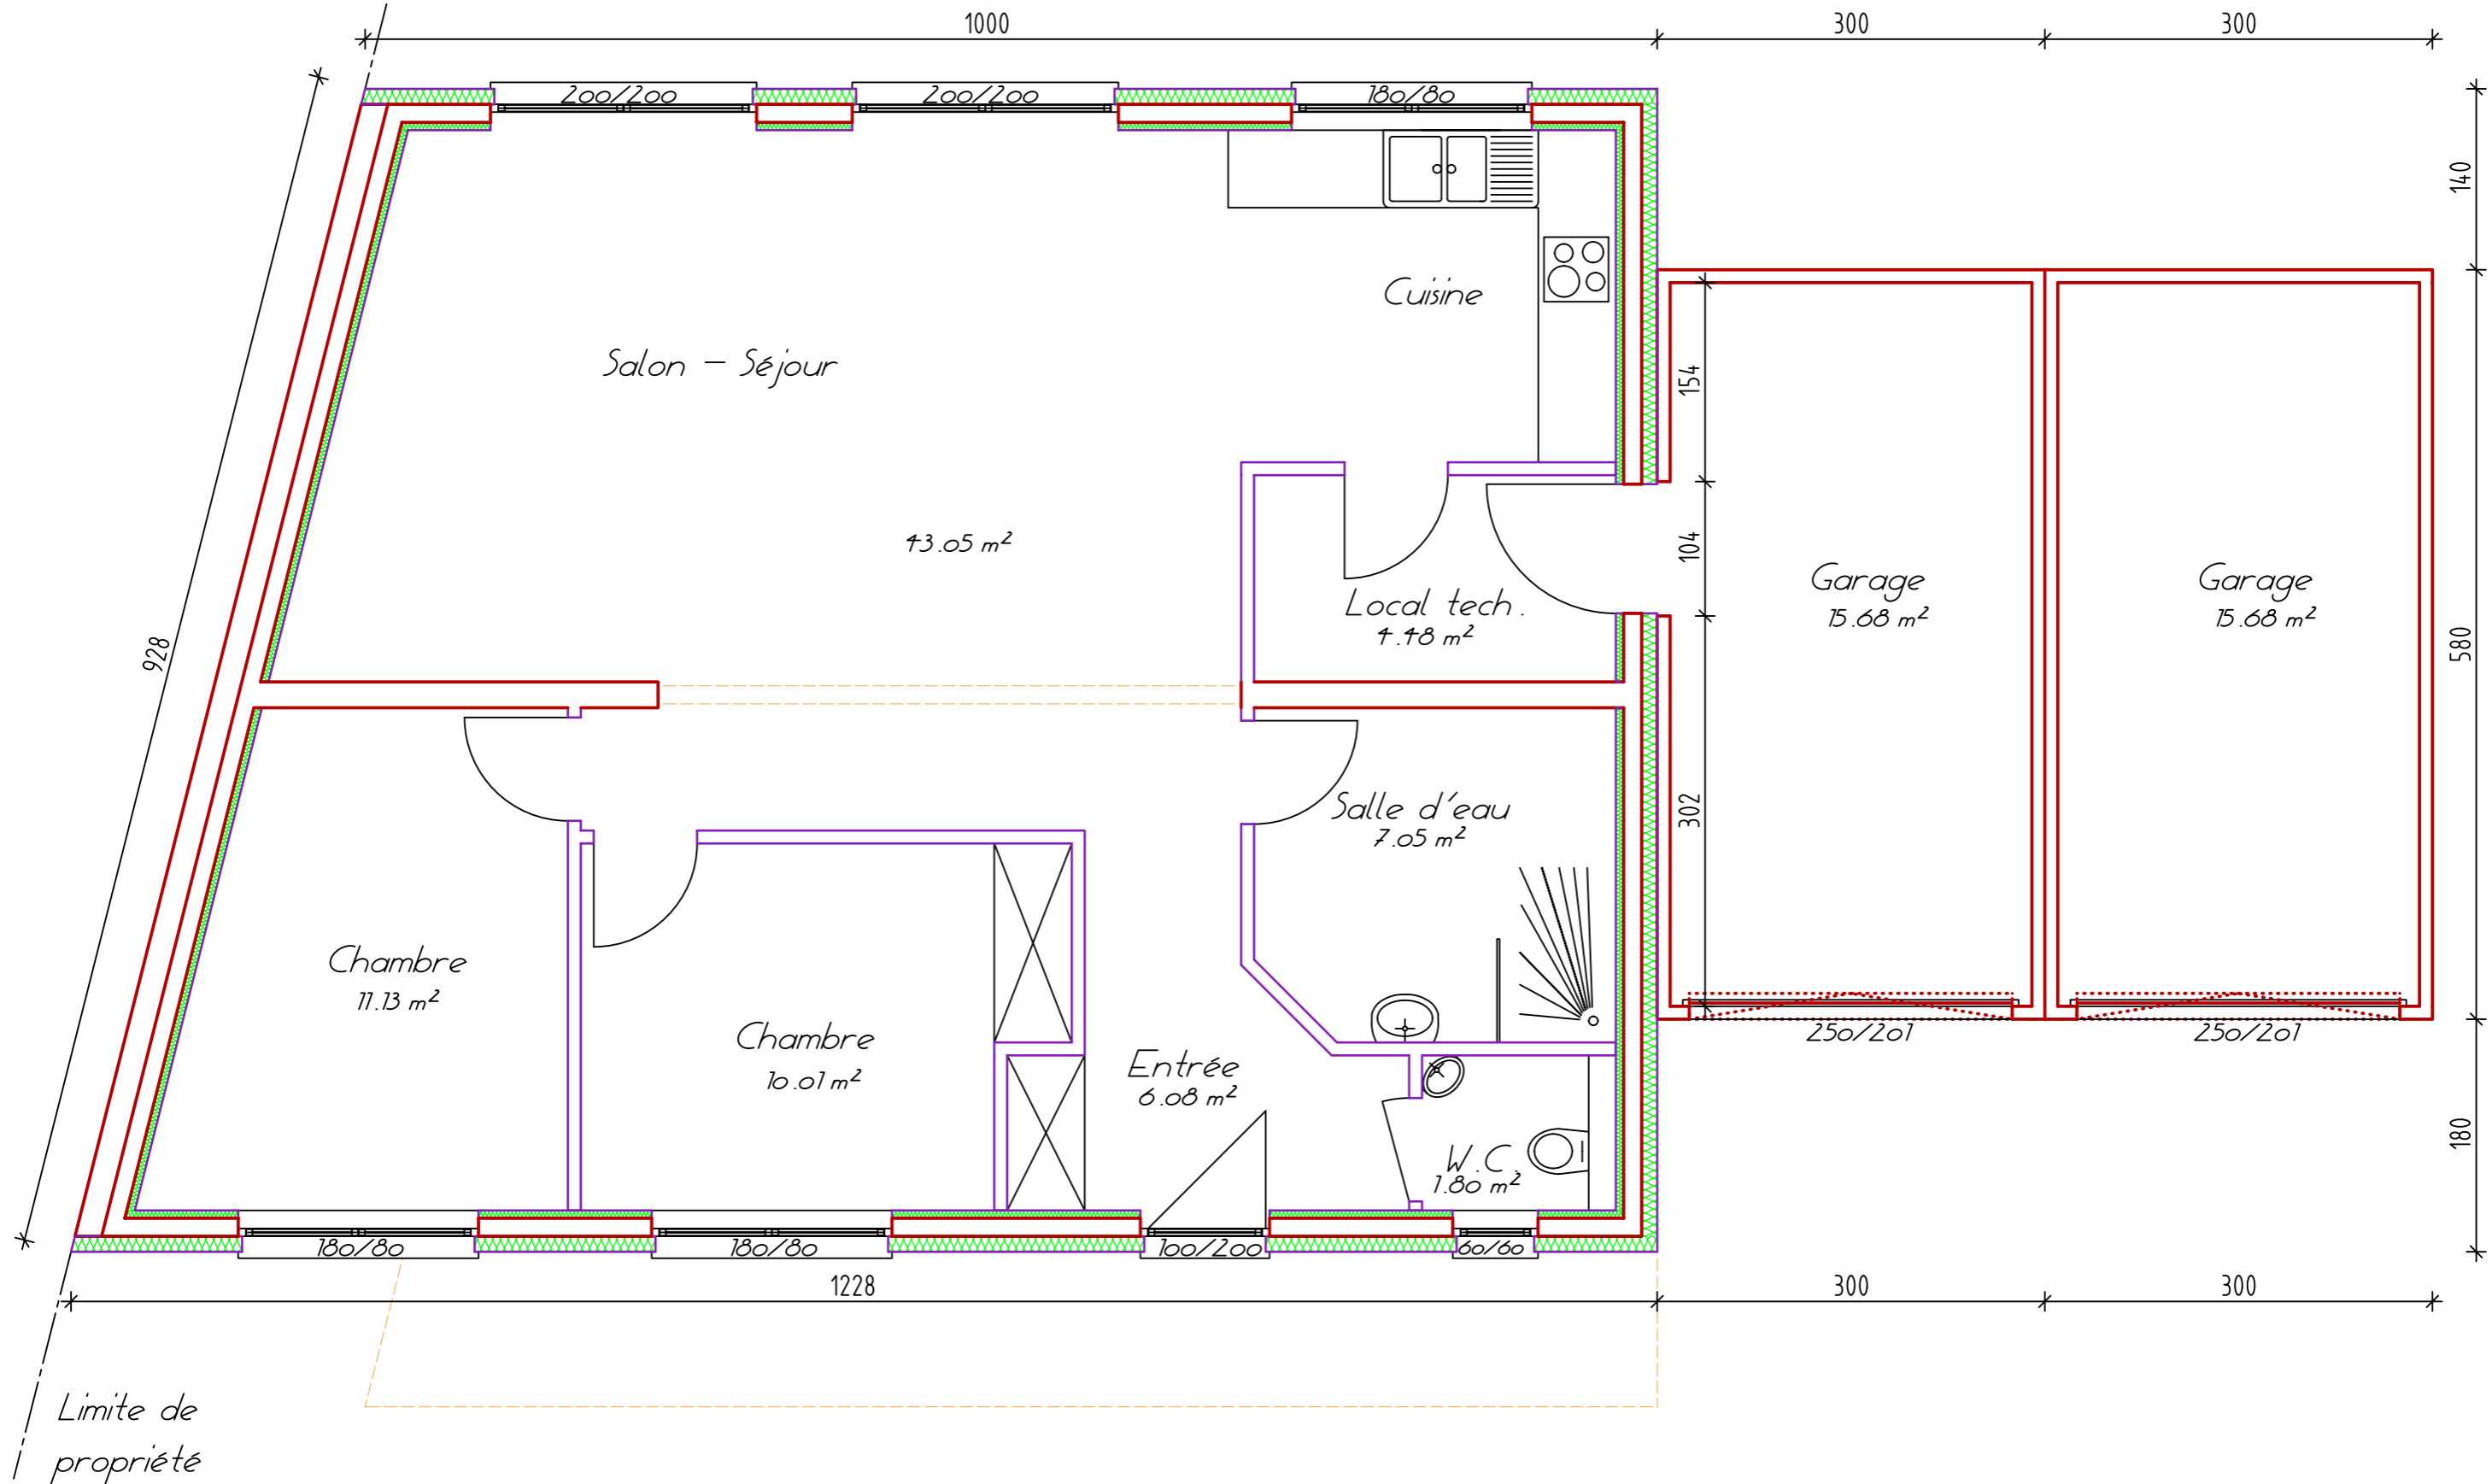 1000
300
300
200/200
200/200
180/80
140
Cuisine
Salon - Séjour
154
43.05 m²
104
Garage
15.68 m²
Garage
15.68 m²
Local tech.
4.48 m²
928
580
302
Salle d'eau
7.05 m²
Chambre
11.13 m²
Chambre
10.01 m²
Entrée
6.08 m²
250/201
250/201
W.C.
1.80 m²
180
180/80
180/80
100/200
60/60
1228
300
300
Limite de
propriété